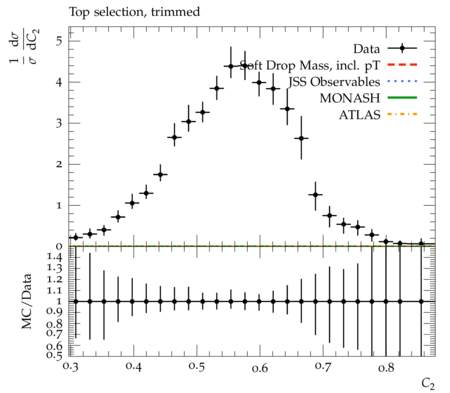 Top selection, trimmed
1/σ dσ/dC₂
Data
Soft Drop Mass, incl. pT
JSS Observables
MONASH
ATLAS
5
4
3
2
1
0
MC/Data
1.4
1.3
1.2
1.1
1
0.9
0.8
0.7
0.6
0.5
0.3 0.4 0.5 0.6 0.7 0.8
C₂